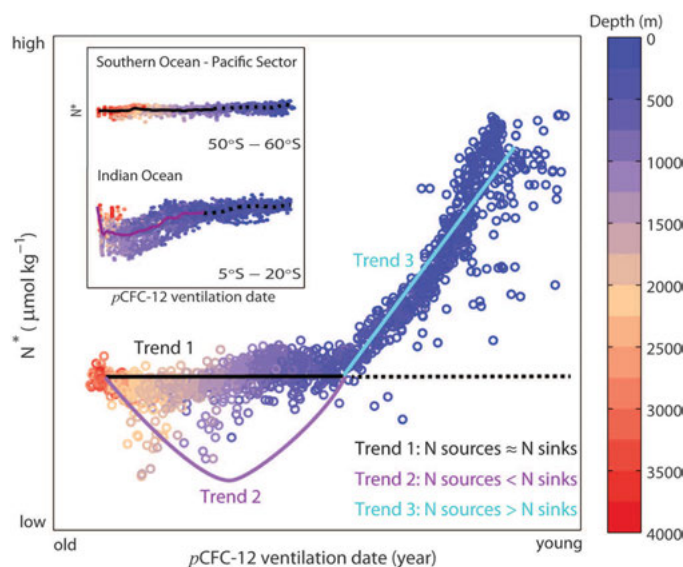 Depth (m)
high
0
Southern Ocean - Pacific Sector
N*
500
50°S – 60°S
1000
Indian Ocean
1500
Trend 3
5°S – 20°S
2000
pCFC-12 ventilation date
N* ( μmol kg⁻¹)
2500
Trend 1
3000
Trend 1: N sources ≈ N sinks
Trend 2: N sources < N sinks
3500
Trend 2
Trend 3: N sources > N sinks
low
4000
old
young
pCFC-12 ventilation date (year)